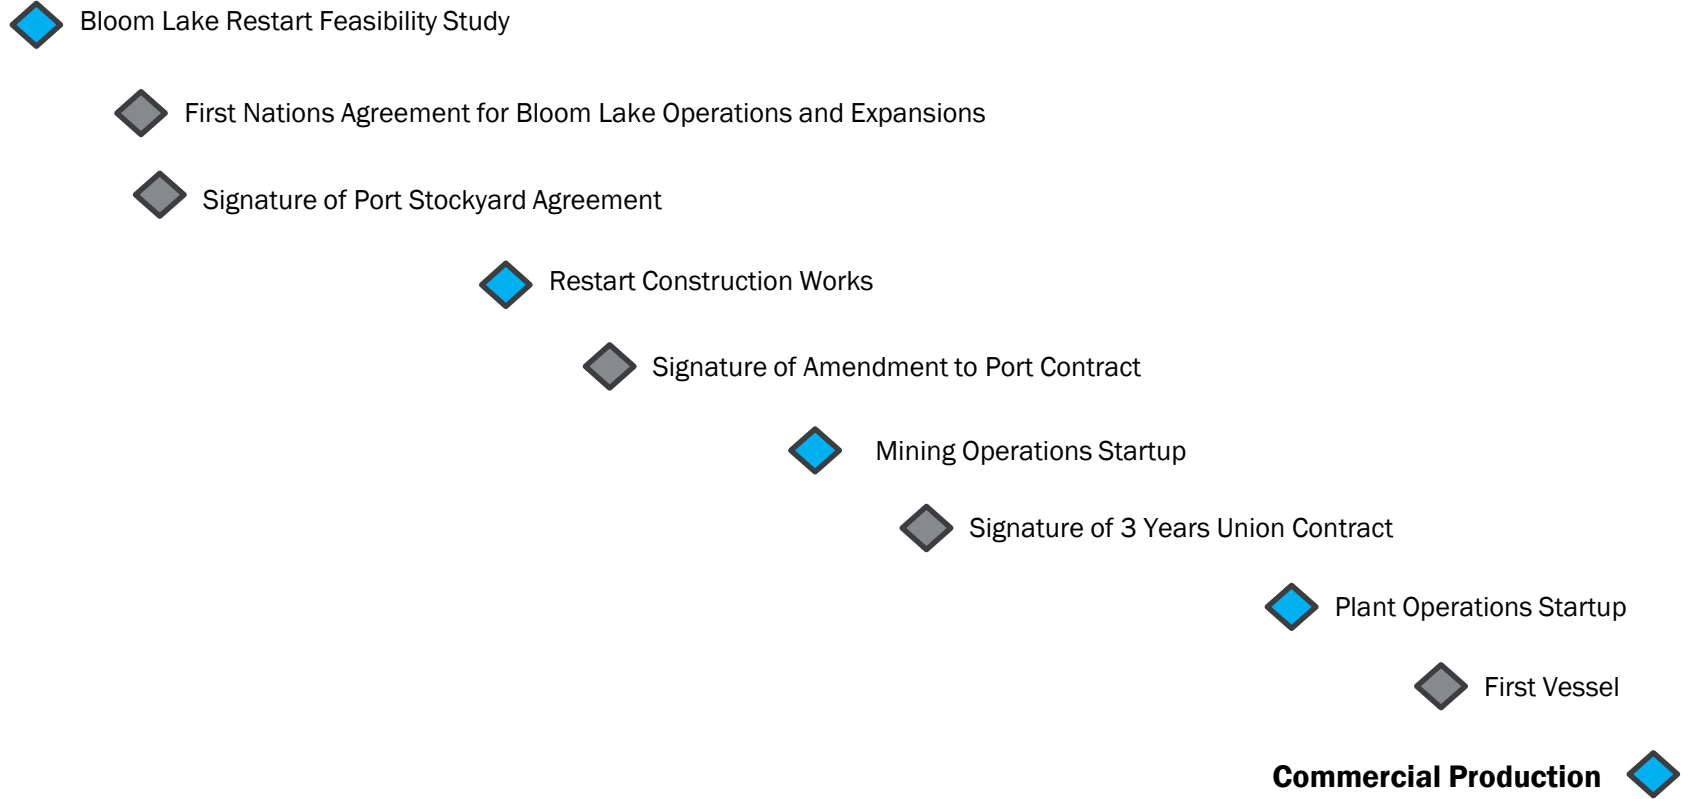 Bloom Lake Restart Feasibility Study
First Nations Agreement for Bloom Lake Operations and Expansions
Signature of Port Stockyard Agreement
Restart Construction Works
Signature of Amendment to Port Contract
Mining Operations Startup
Signature of 3 Years Union Contract
Plant Operations Startup
First Vessel
Commercial Production